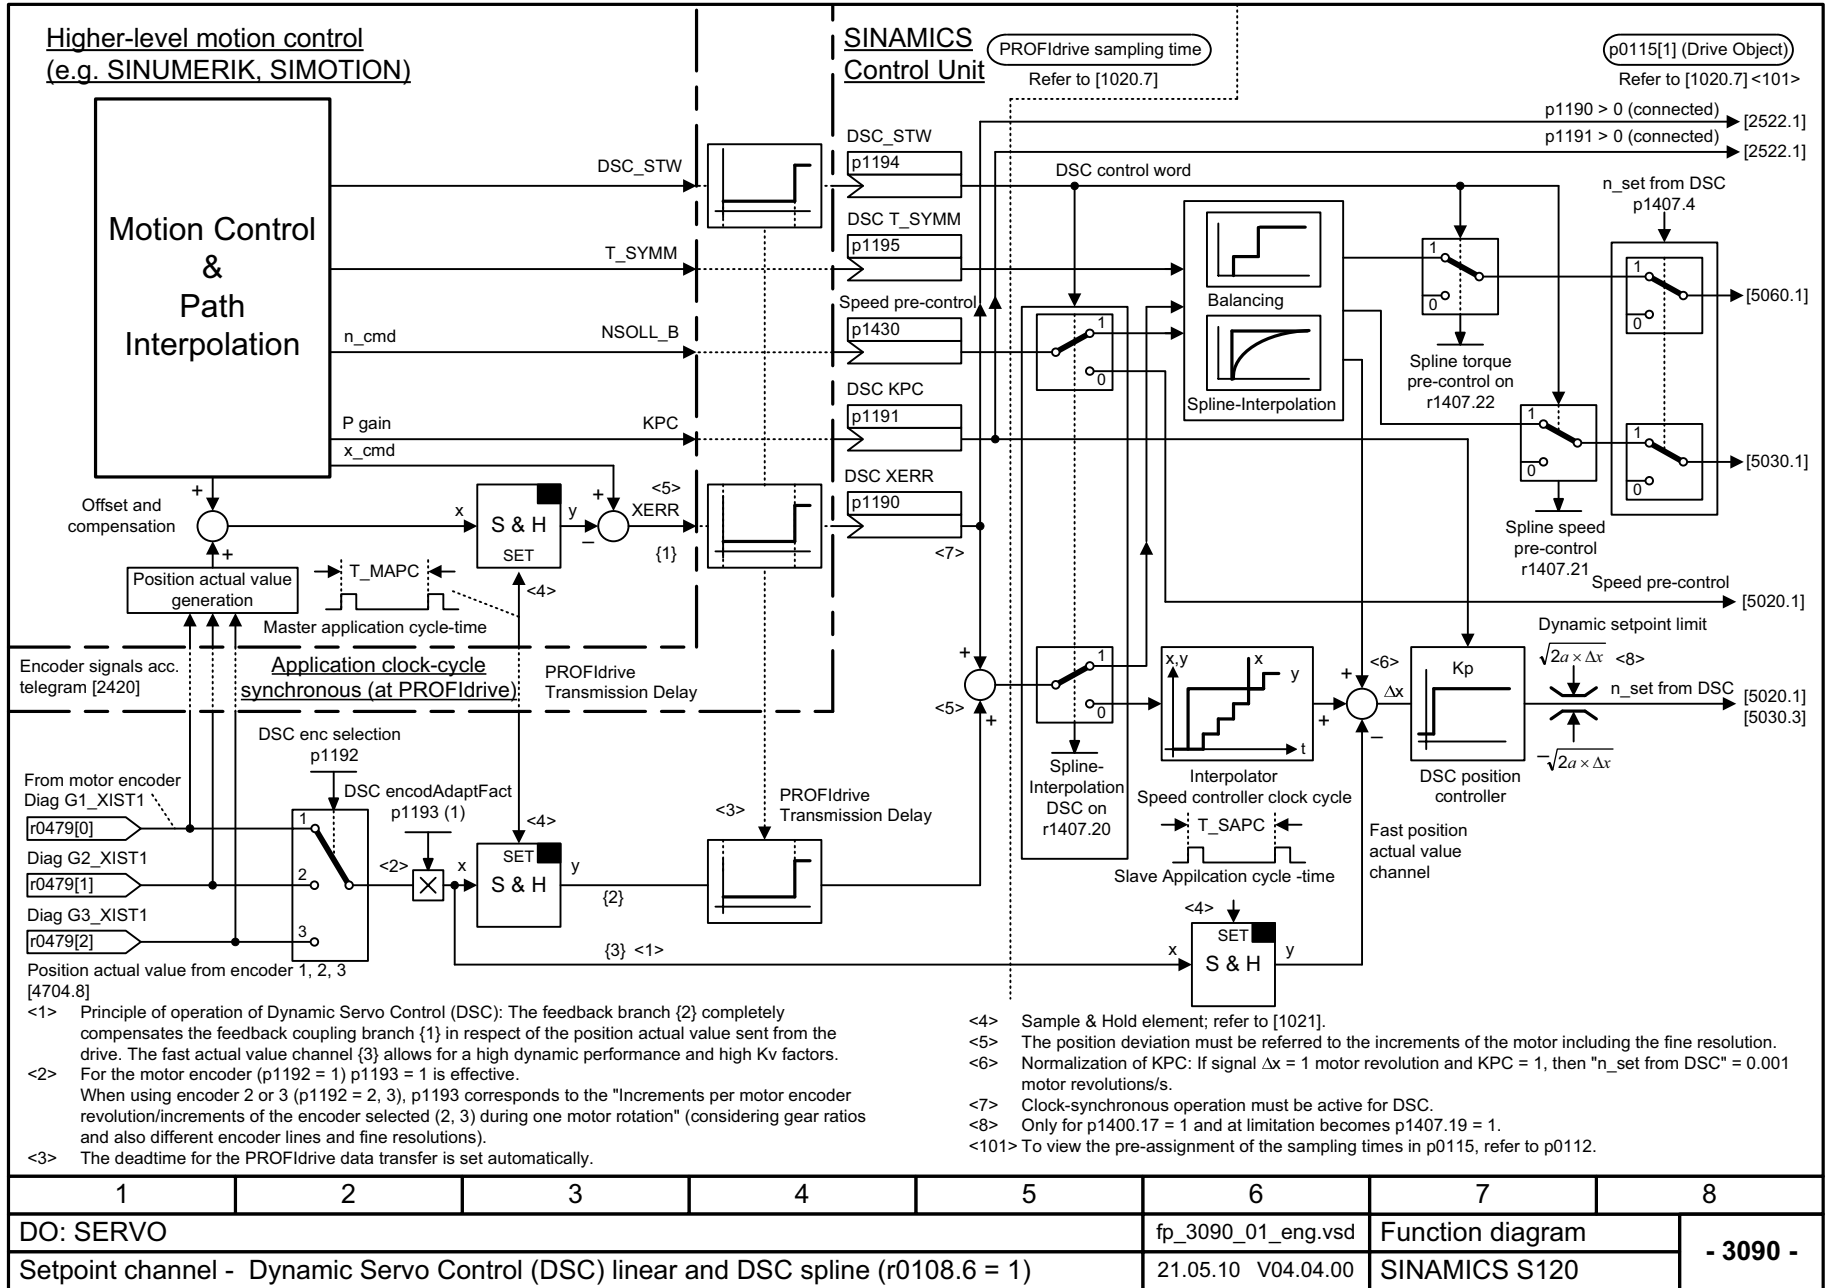 Higher-level motion control
(e.g. SINUMERIK, SIMOTION)
SINAMICS
Control Unit
PROFIdrive sampling time
Refer to [1020.7]
p0115[1] (Drive Object)
Refer to [1020.7] <101>
p1190 > 0 (connected)
[2522.1]
p1191 > 0 (connected)
[2522.1]
Motion Control
&
Path
Interpolation
DSC_STW
DSC_STW
p1194
DSC control word
n_set from DSC
p1407.4
T_SYMM
DSC T_SYMM
p1195
Balancing
1
0
1
0
[5060.1]
n_cmd
NSOLL_B
Speed pre-control
p1430
1
0
Spline-Interpolation
Spline torque
pre-control on
r1407.22
P gain
KPC
DSC KPC
p1191
1
0
1
0
[5030.1]
x_cmd
<5>
XERR
{1}
DSC XERR
p1190
<7>
Spline speed
pre-control
r1407.21
Speed pre-control
[5020.1]
Offset and
compensation
+
+
x
S & H
SET
y
+
−
<4>
Position actual value
generation
T_MAPC
Master application cycle-time
Encoder signals acc.
telegram [2420]
Application clock-cycle
synchronous (at PROFIdrive)
PROFIdrive
Transmission Delay
+
<5>
+
1
0
Spline-
Interpolation
DSC on
r1407.20
x,y
x
y
t
Interpolator
Speed controller clock cycle
T_SAPC
Slave Appilcation cycle -time
+
<6>
+
−
Δx
Kp
DSC position
controller
Dynamic setpoint limit
√2a × Δx <8>
n_set from DSC
[5020.1]
[5030.3]
−√2a × Δx
Fast position
actual value
channel
DSC enc selection
p1192
From motor encoder
Diag G1_XIST1
r0479[0]
Diag G2_XIST1
r0479[1]
Diag G3_XIST1
r0479[2]
Position actual value from encoder 1, 2, 3
[4704.8]
1
2
3
DSC encodAdaptFact
p1193 (1)
<2>
x
<4>
SET
S & H
y
{2}
<3>
PROFIdrive
Transmission Delay
{3} <1>
<4>
SET
x
S & H
y
<1> Principle of operation of Dynamic Servo Control (DSC): The feedback branch {2} completely
compensates the feedback coupling branch {1} in respect of the position actual value sent from the
drive. The fast actual value channel {3} allows for a high dynamic performance and high Kv factors.
<2> For the motor encoder (p1192 = 1) p1193 = 1 is effective.
When using encoder 2 or 3 (p1192 = 2, 3), p1193 corresponds to the "Increments per motor encoder
revolution/increments of the encoder selected (2, 3) during one motor rotation" (considering gear ratios
and also different encoder lines and fine resolutions).
<3> The deadtime for the PROFIdrive data transfer is set automatically.
<4> Sample & Hold element; refer to [1021].
<5> The position deviation must be referred to the increments of the motor including the fine resolution.
<6> Normalization of KPC: If signal Δx = 1 motor revolution and KPC = 1, then "n_set from DSC" = 0.001
motor revolutions/s.
<7> Clock-synchronous operation must be active for DSC.
<8> Only for p1400.17 = 1 and at limitation becomes p1407.19 = 1.
<101> To view the pre-assignment of the sampling times in p0115, refer to p0112.
1 2 3 4 5 6 7 8
DO: SERVO
fp_3090_01_eng.vsd
Function diagram
- 3090 -
Setpoint channel - Dynamic Servo Control (DSC) linear and DSC spline (r0108.6 = 1)
21.05.10 V04.04.00
SINAMICS S120